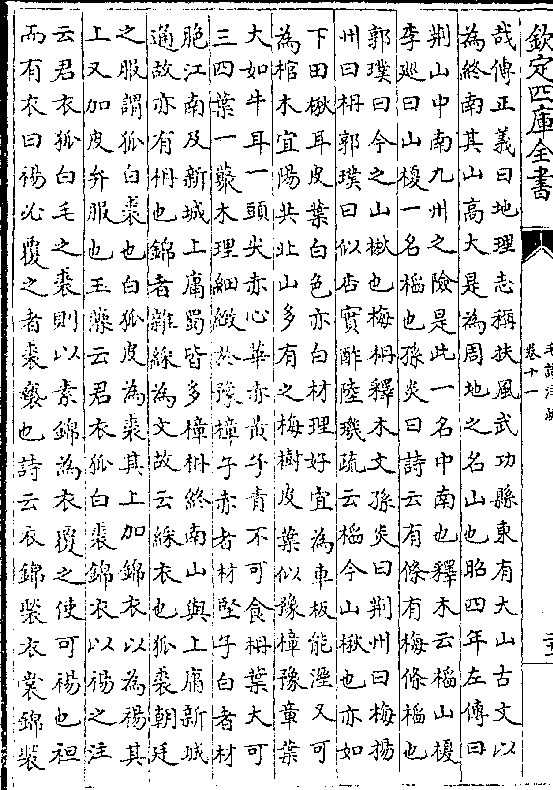 欽定四庫全書
毛詩注疏
卷十一
哉傳正義曰地理志稱扶風武功縣東有大山古文以
為終南其山高大是為周地之名山也昭四年左傳曰
荆山中南九州之險是此一名中南也釋木云槄山榎
李廵曰山榎一名槄也孫炎曰詩云有條有梅條槄也
郭璞曰今之山楸也梅枏釋木文孫炎曰荆州曰梅揚
州曰枏郭璞曰似杏實酢陸璣疏云槄今山楸也亦如
下田楸耳皮葉白色亦白材理好宜為車板能溼又可
為棺木宜陽共北山多有之梅樹皮葉似豫樟豫章葉
大如牛耳一頭尖赤心華赤黄子青不可食枏葉大可
三四葉一藂木理細緻於豫樟子赤者材堅子白者材
脆江南及新城上庸蜀皆多樟枏終南山與上庸新城
通故亦有枏也錦者雜綵為文故云綵衣也狐裘朝廷
之服謂狐白裘也白狐皮為裘其上加錦衣以為裼其
上又加皮弁服也玉藻云君衣狐白裘錦衣以裼之注
云君衣狐白毛之裘則以素錦為衣覆之使可裼也袒
而有衣曰裼必覆之者裘褻也詩云衣錦褧衣裳錦褧